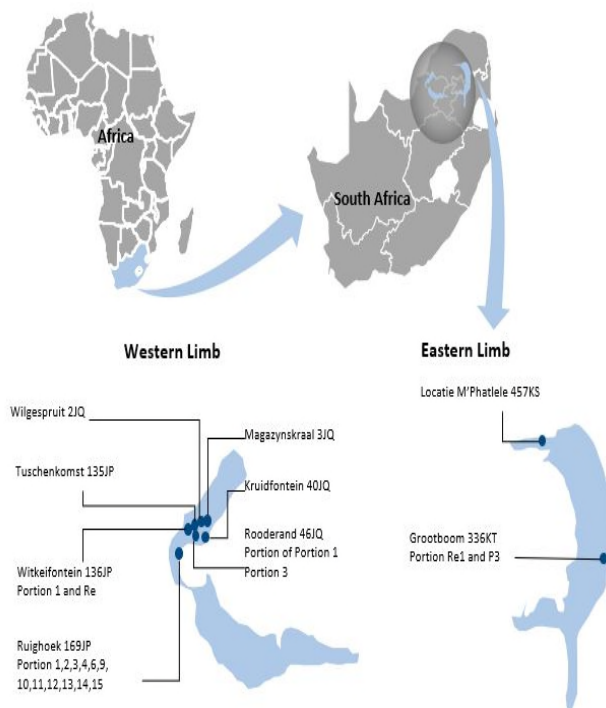 Africa
South Africa
Western Limb
Eastern Limb
Wilgespruit 2JQ
Tuschenkomst 135JP
Witkeifontein 136JP
Portion 1 and Re
Ruighoek 169JP
Portion 1,2,3,4,6,9,
10,11,12,13,14,15
Magazynskraal 3JQ
Kruidfontein 40JQ
Rooderand 46JQ
Portion of Portion 1
Portion 3
Locatie M'Phatlele 457KS
Grootboom 336KT
Portion Re1 and P3